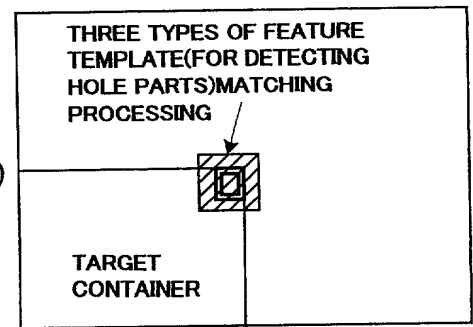 THREE TYPES OF FEATURE
TEMPLATE(FOR DETECTING
HOLE PARTS)MATCHING
PROCESSING
TARGET
CONTAINER